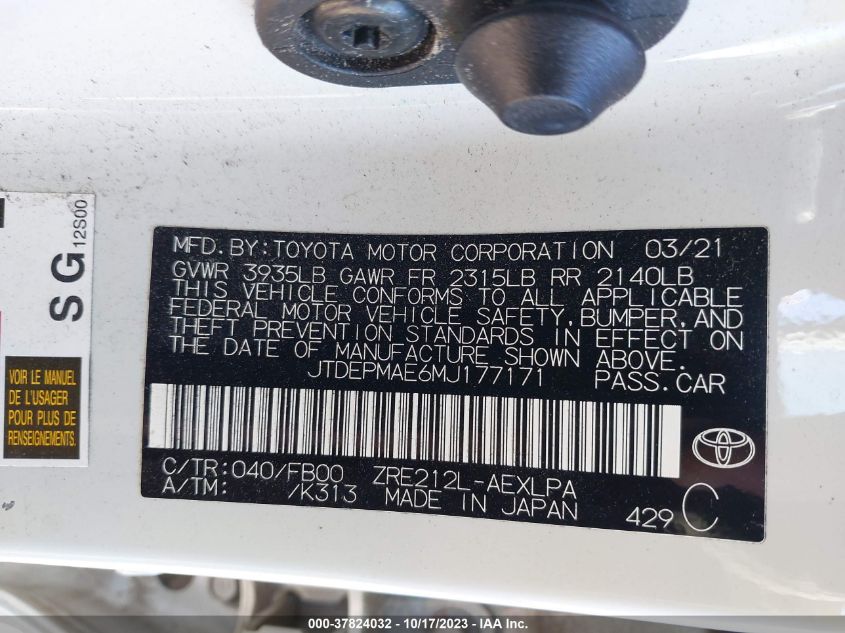 SG 12S00
VOIR LE MANUEL
DE L'USAGER
POUR PLUS DE
RENSEIGNEMENTS.
MFD. BY: TOYOTA MOTOR CORPORATION 03/21
GVWR 3935LB GAWR FR 2315LB RR 2140LB
THIS VEHICLE CONFORMS TO ALL APPLICABLE
FEDERAL MOTOR VEHICLE SAFETY, BUMPER, AND
THEFT PREVENTION STANDARDS IN EFFECT ON
THE DATE OF MANUFACTURE SHOWN ABOVE.
JTDEPMAE6MJ177171 PASS.CAR
C/TR: 040/FB00 ZRE212L-AEXLPA
A/TM: /K313 MADE IN JAPAN
429 C
000-37824032 - 10/17/2023 - IAA Inc.